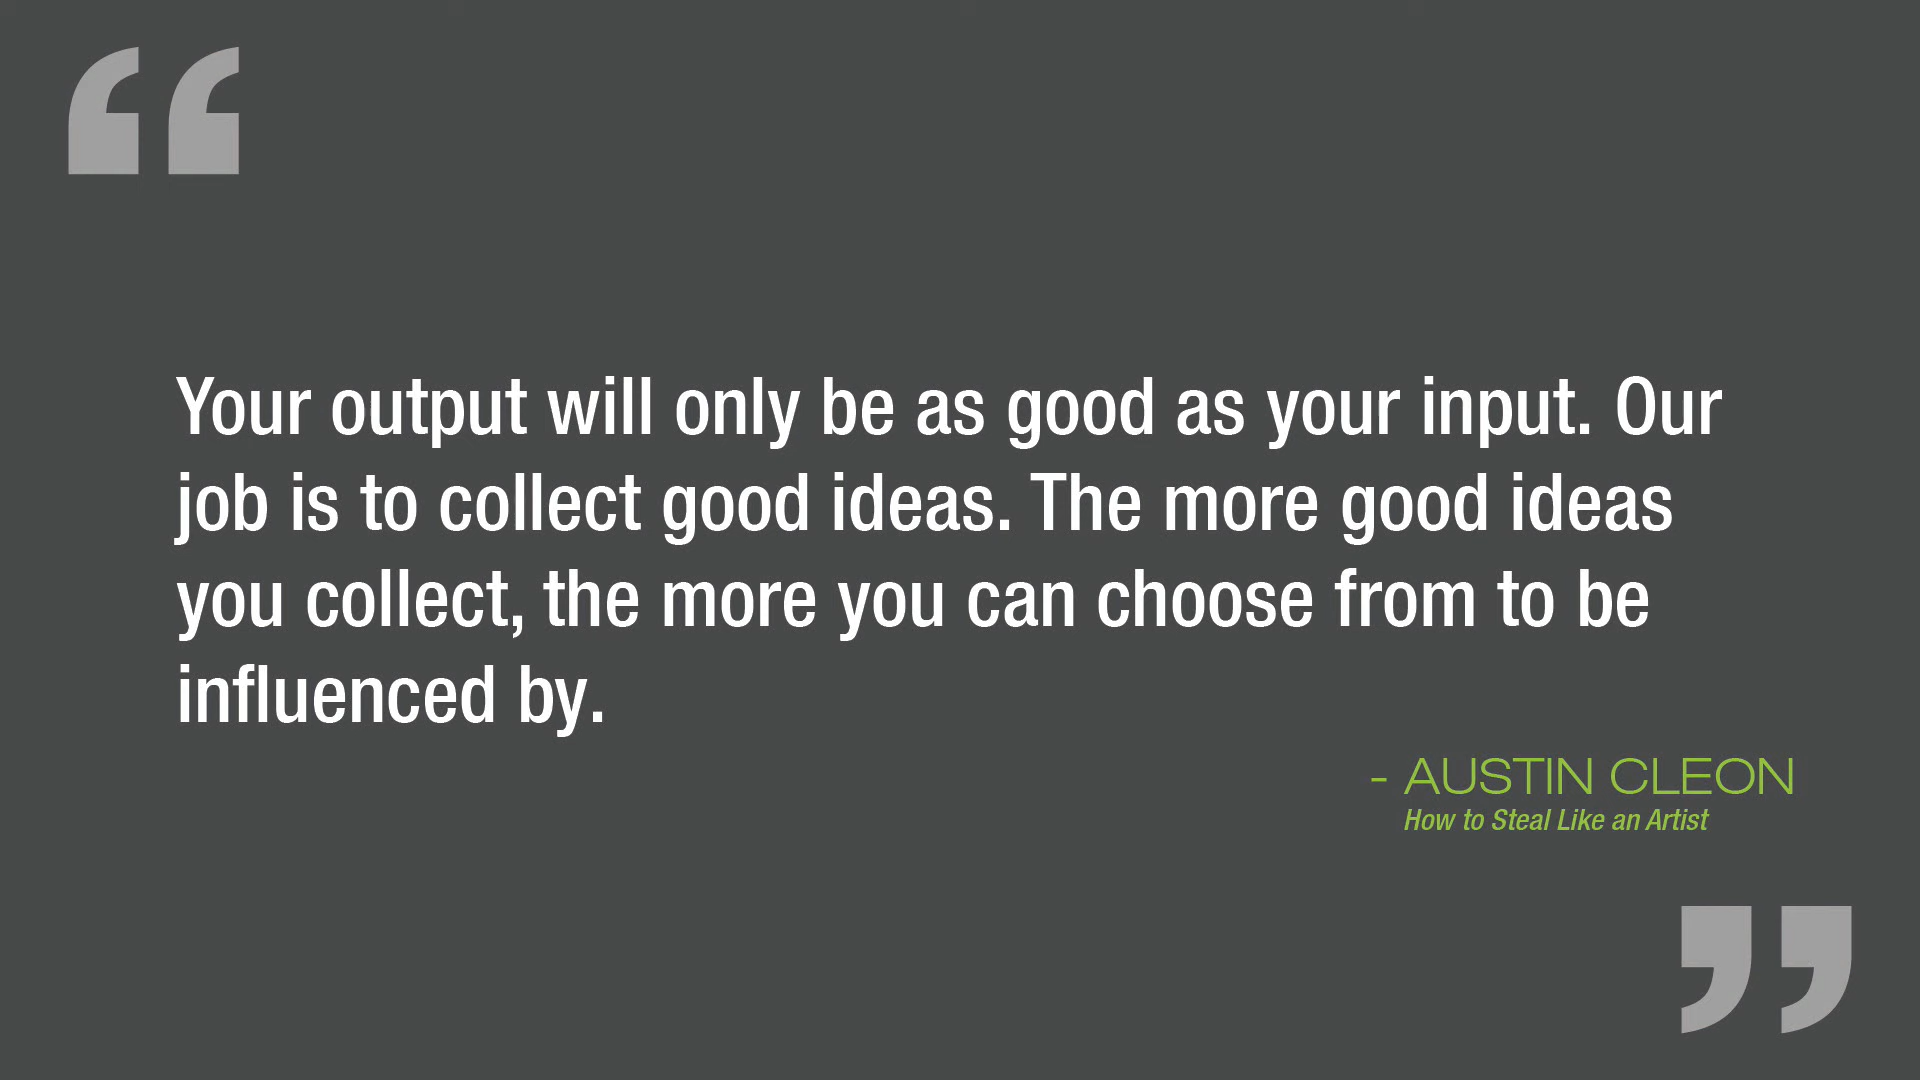 “
Your output will only be as good as your input. Our
job is to collect good ideas. The more good ideas
you collect, the more you can choose from to be
influenced by.
- AUSTIN CLEON
How to Steal Like an Artist
”